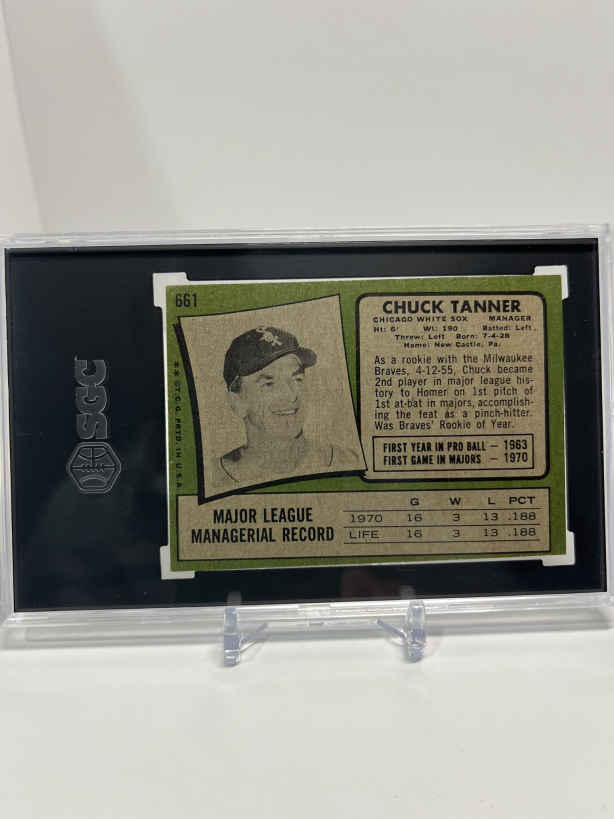 661
CHUCK TANNER
CHICAGO WHITE SOX MANAGER
Ht: 6' Wt: 190 Batted: Left
Threw: Left Born: 7-4-28
Home: New Castle, Pa.
As a rookie with the Milwaukee
Braves, 4-12-55, Chuck became
2nd player in major league his-
tory to Homer on 1st pitch of
1st at-bat in majors, accomplish-
ing the feat as a pinch-hitter.
Was Braves' Rookie of Year.
FIRST YEAR IN PRO BALL — 1963
FIRST GAME IN MAJORS — 1970
©T.C.G. PRTD. IN U.S.A.
SOX
SGC
MAJOR LEAGUE
MANAGERIAL RECORD
G W L PCT
1970 16 3 13 .188
LIFE 16 3 13 .188